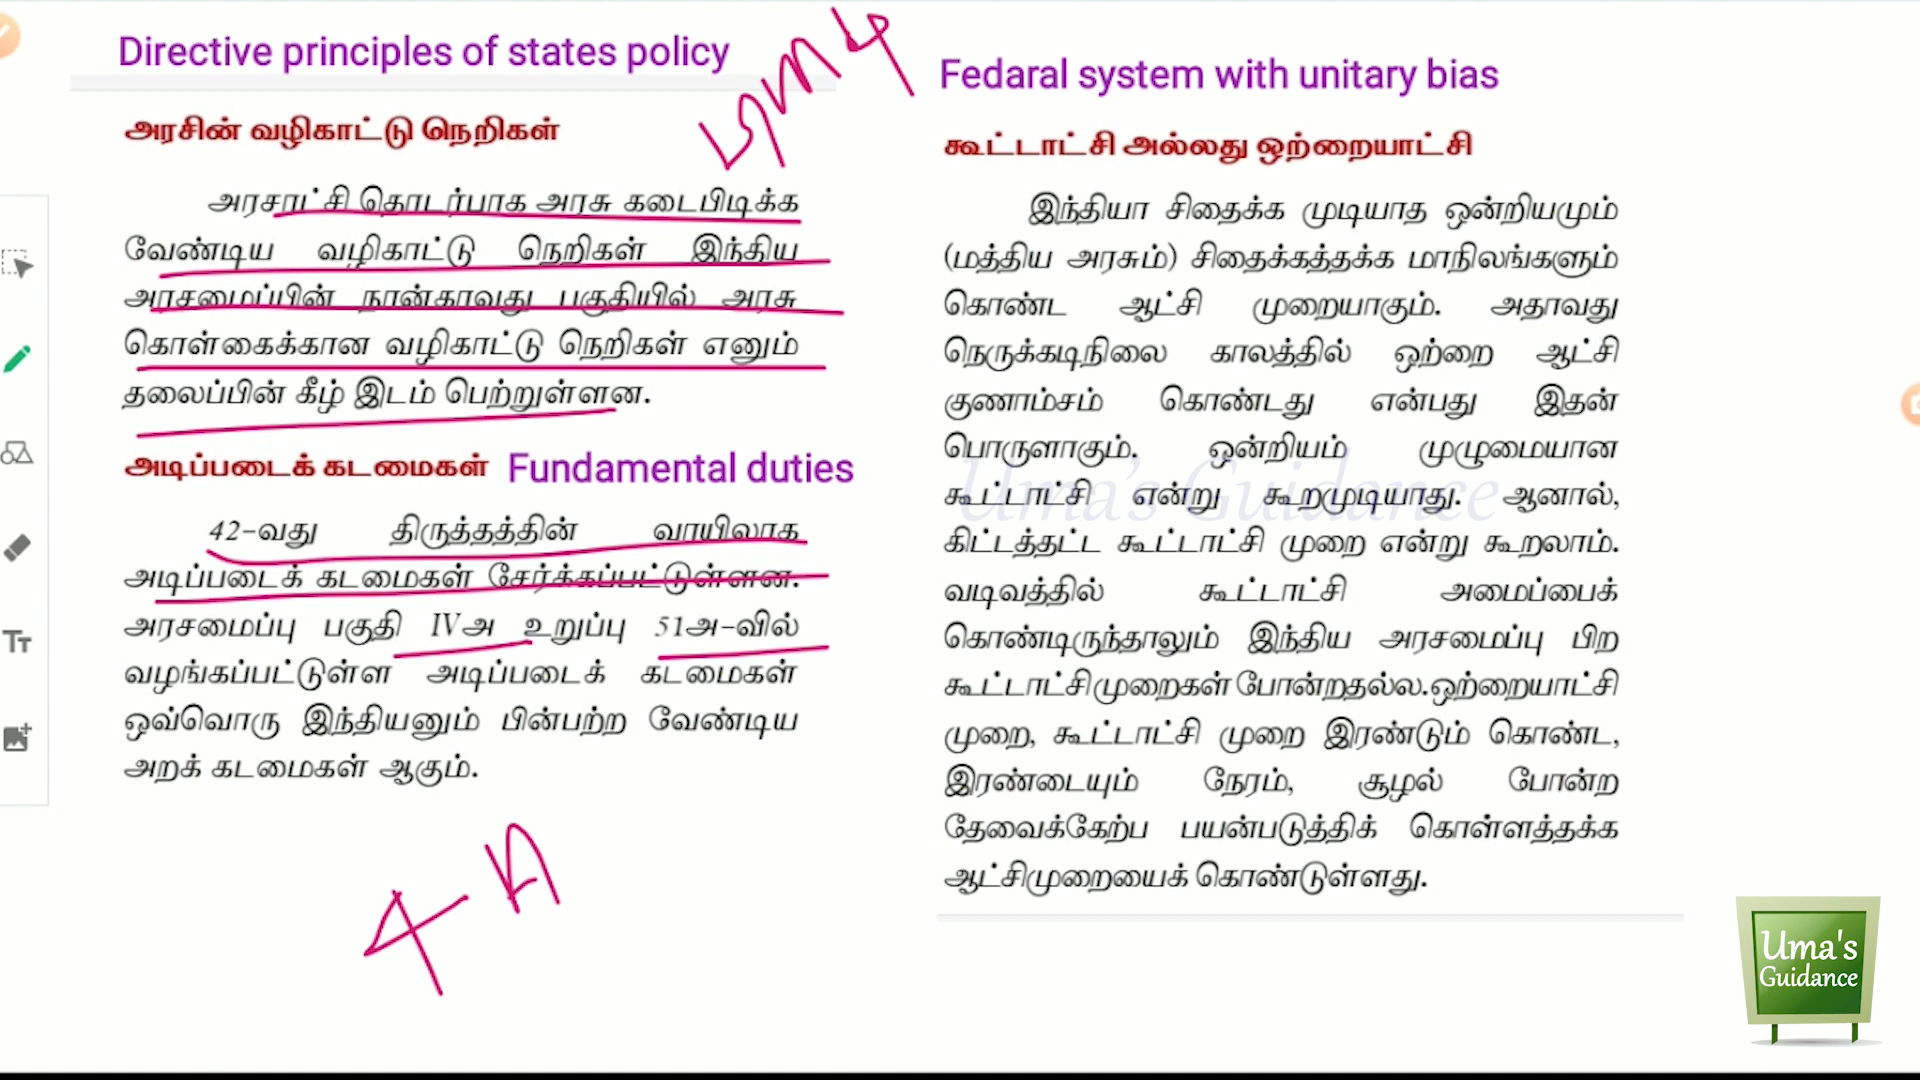 Directive principles of states policy
அரசின் வழிகாட்டு நெறிகள்
அரசாட்சி தொடர்பாக அரசு கடைபிடிக்க
வேண்டிய வழிகாட்டு நெறிகள் இந்திய
அரசமைப்பின் நான்காவது பகுதியில் அரசு
கொள்கைக்கான வழிகாட்டு நெறிகள் எனும்
தலைப்பின் கீழ் இடம் பெற்றுள்ளன.
அடிப்படைக் கடமைகள் Fundamental duties
42-வது திருத்தத்தின் வாயிலாக
அடிப்படைக் கடமைகள் சேர்க்கப்பட்டுள்ளன.
அரசமைப்பு பகுதி IVஅ உறுப்பு 51அ-வில்
வழங்கப்பட்டுள்ள அடிப்படைக் கடமைகள்
ஒவ்வொரு இந்தியனும் பின்பற்ற வேண்டிய
அறக் கடமைகள் ஆகும்.
4 A
Fedaral system with unitary bias
கூட்டாட்சி அல்லது ஒற்றையாட்சி
இந்தியா சிதைக்க முடியாத ஒன்றியமும்
(மத்திய அரசும்) சிதைக்கத்தக்க மாநிலங்களும்
கொண்ட ஆட்சி முறையாகும். அதாவது
நெருக்கடிநிலை காலத்தில் ஒற்றை ஆட்சி
குணாம்சம் கொண்டது என்பது இதன்
பொருளாகும். ஒன்றியம் முழுமையான
கூட்டாட்சி என்று கூறமுடியாது. ஆனால்,
கிட்டத்தட்ட கூட்டாட்சி முறை என்று கூறலாம்.
வடிவத்தில் கூட்டாட்சி அமைப்பைக்
கொண்டிருந்தாலும் இந்திய அரசமைப்பு பிற
கூட்டாட்சிமுறைகள் போன்றதல்ல.ஒற்றையாட்சி
முறை, கூட்டாட்சி முறை இரண்டும் கொண்ட,
இரண்டையும் நேரம், சூழல் போன்ற
தேவைக்கேற்ப பயன்படுத்திக் கொள்ளத்தக்க
ஆட்சிமுறையைக் கொண்டுள்ளது.
Uma's Guidance
Uma's
Guidance
Tт